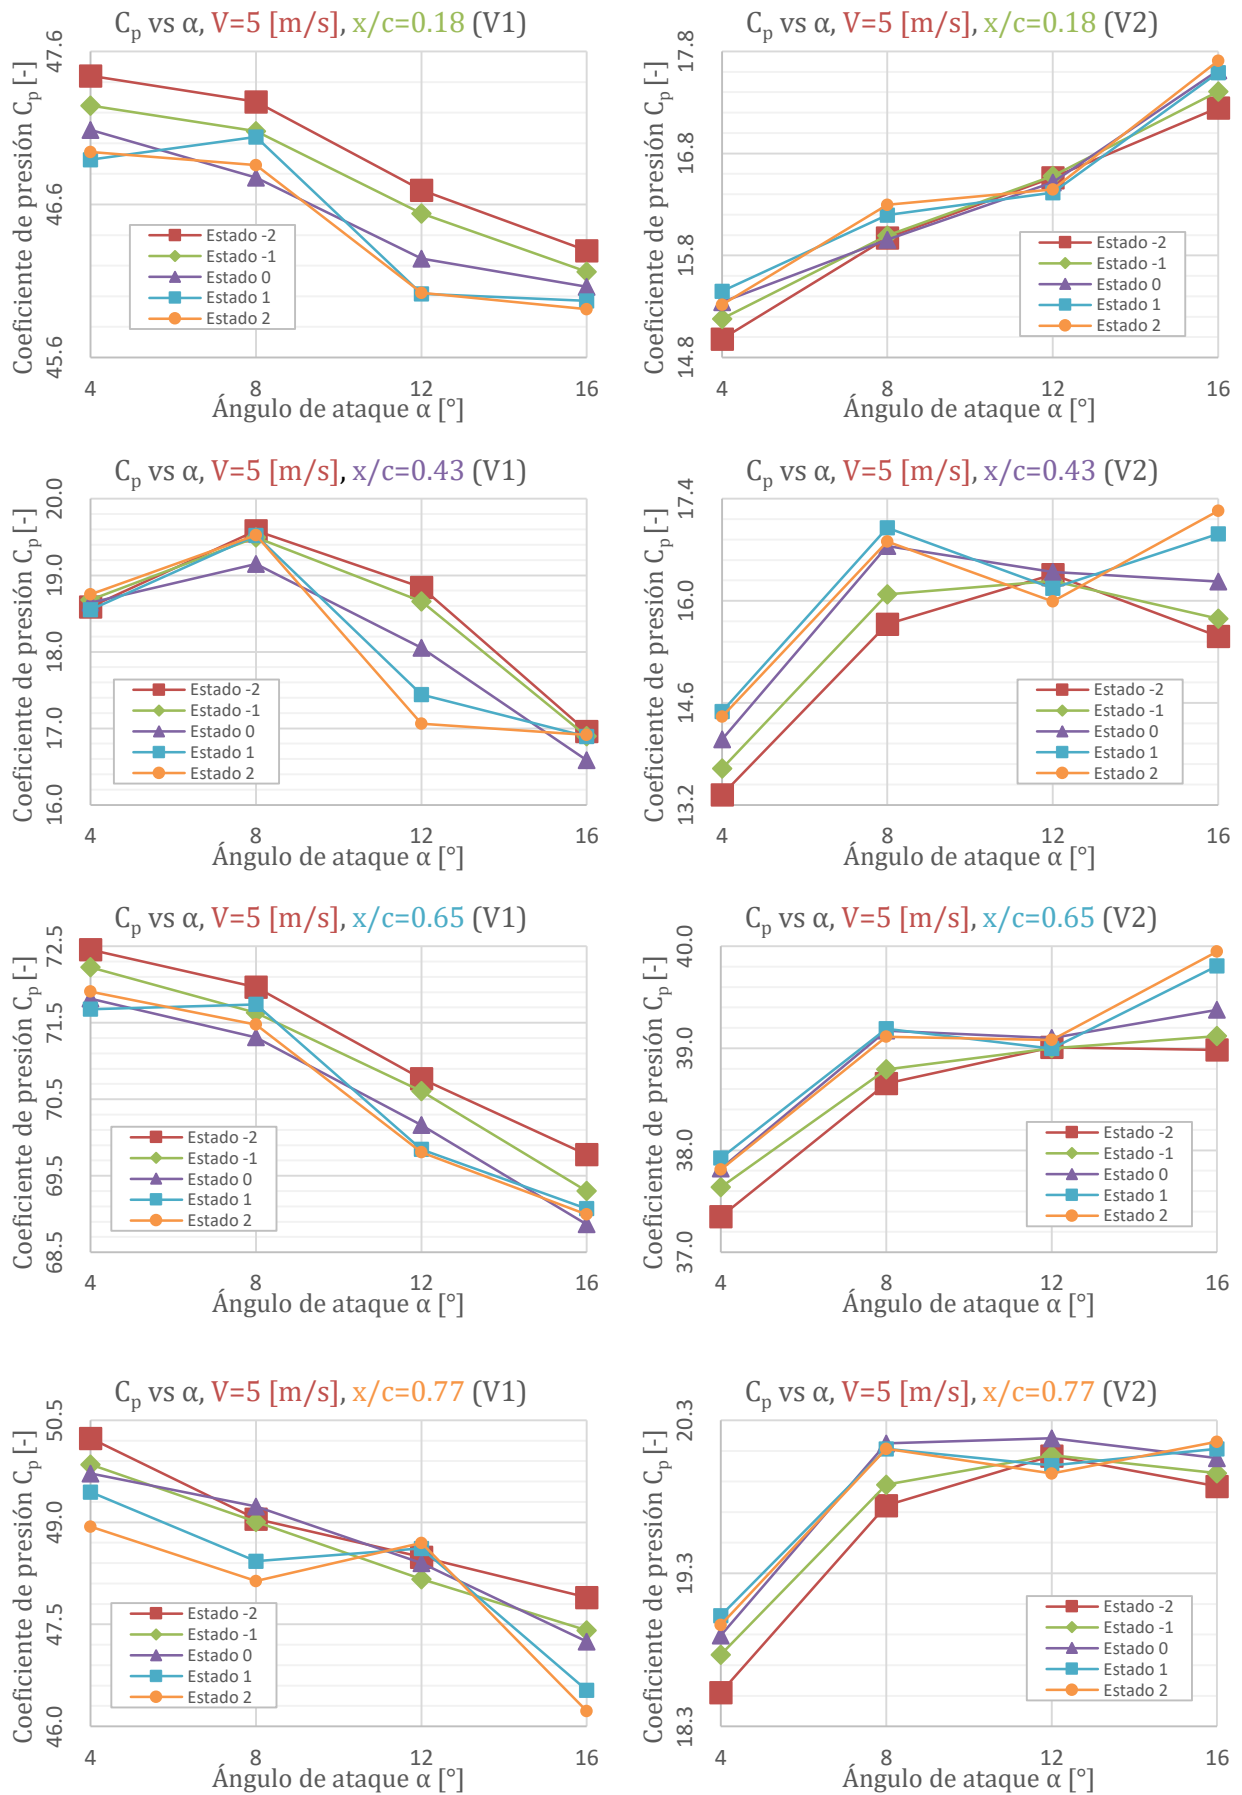 Cp vs α, V=5 [m/s], x/c=0.18 (V1)
Coeficiente de presión Cp [-]
47.6
46.6
45.6
Estado -2
Estado -1
Estado 0
Estado 1
Estado 2
4 8 12 16
Ángulo de ataque α [°]
Cp vs α, V=5 [m/s], x/c=0.18 (V2)
Coeficiente de presión Cp [-]
17.8
16.8
15.8
14.8
Estado -2
Estado -1
Estado 0
Estado 1
Estado 2
4 8 12 16
Ángulo de ataque α [°]
Cp vs α, V=5 [m/s], x/c=0.43 (V1)
Coeficiente de presión Cp [-]
20.0
19.0
18.0
17.0
16.0
Estado -2
Estado -1
Estado 0
Estado 1
Estado 2
4 8 12 16
Ángulo de ataque α [°]
Cp vs α, V=5 [m/s], x/c=0.43 (V2)
Coeficiente de presión Cp [-]
17.4
16.0
14.6
13.2
Estado -2
Estado -1
Estado 0
Estado 1
Estado 2
4 8 12 16
Ángulo de ataque α [°]
Cp vs α, V=5 [m/s], x/c=0.65 (V1)
Coeficiente de presión Cp [-]
72.5
71.5
70.5
69.5
68.5
Estado -2
Estado -1
Estado 0
Estado 1
Estado 2
4 8 12 16
Ángulo de ataque α [°]
Cp vs α, V=5 [m/s], x/c=0.65 (V2)
Coeficiente de presión Cp [-]
40.0
39.0
38.0
37.0
Estado -2
Estado -1
Estado 0
Estado 1
Estado 2
4 8 12 16
Ángulo de ataque α [°]
Cp vs α, V=5 [m/s], x/c=0.77 (V1)
Coeficiente de presión Cp [-]
50.5
49.0
47.5
46.0
Estado -2
Estado -1
Estado 0
Estado 1
Estado 2
4 8 12 16
Ángulo de ataque α [°]
Cp vs α, V=5 [m/s], x/c=0.77 (V2)
Coeficiente de presión Cp [-]
20.3
19.3
18.3
Estado -2
Estado -1
Estado 0
Estado 1
Estado 2
4 8 12 16
Ángulo de ataque α [°]